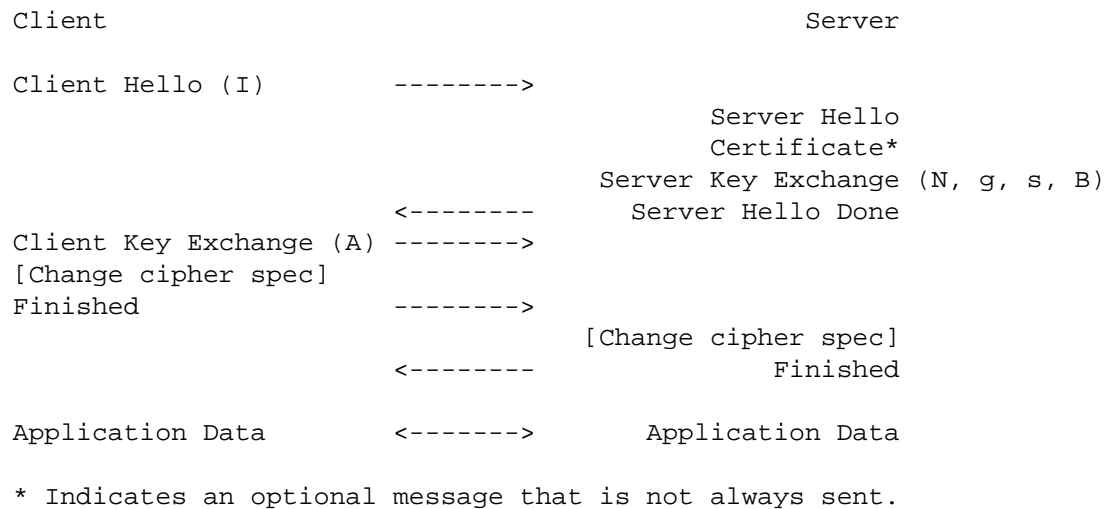 Client Server
Client Hello (I) -------->
Server Hello
Certificate*
Server Key Exchange (N, g, s, B)
<-------- Server Hello Done
Client Key Exchange (A) -------->
[Change cipher spec]
Finished -------->
[Change cipher spec]
<-------- Finished
Application Data <-------> Application Data
* Indicates an optional message that is not always sent.